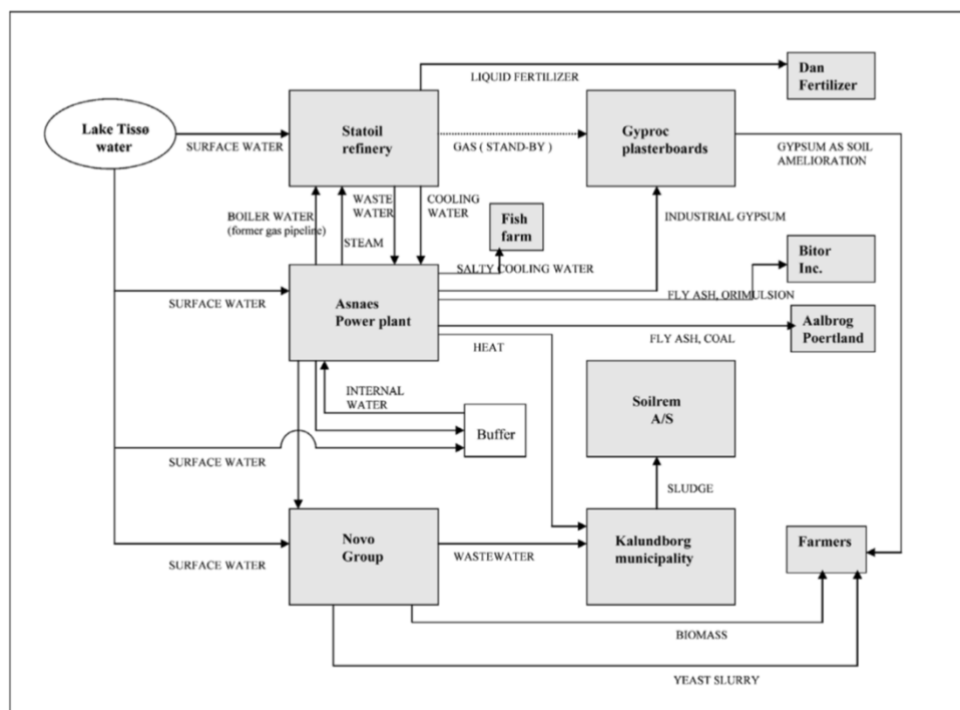 Dan
Fertilizer
LIQUID FERTILIZER
Lake Tissø
water
SURFACE WATER
Statoil
refinery
GAS ( STAND-BY )
Gyproc
plasterboards
GYPSUM AS SOIL
AMELIORATION
BOILER WATER
(former gas pipeline)
STEAM
WASTE
WATER
COOLING
WATER
Fish
farm
INDUSTRIAL GYPSUM
Bitor
Inc.
SALTY COOLING WATER
FLY ASH, ORIMULSION
SURFACE WATER
Asnaes
Power plant
Aalbrog
Poertland
FLY ASH, COAL
HEAT
INTERNAL
WATER
Buffer
Soilrem
A/S
SURFACE WATER
SLUDGE
Novo
Group
WASTEWATER
Kalundborg
municipality
Farmers
SURFACE WATER
BIOMASS
YEAST SLURRY